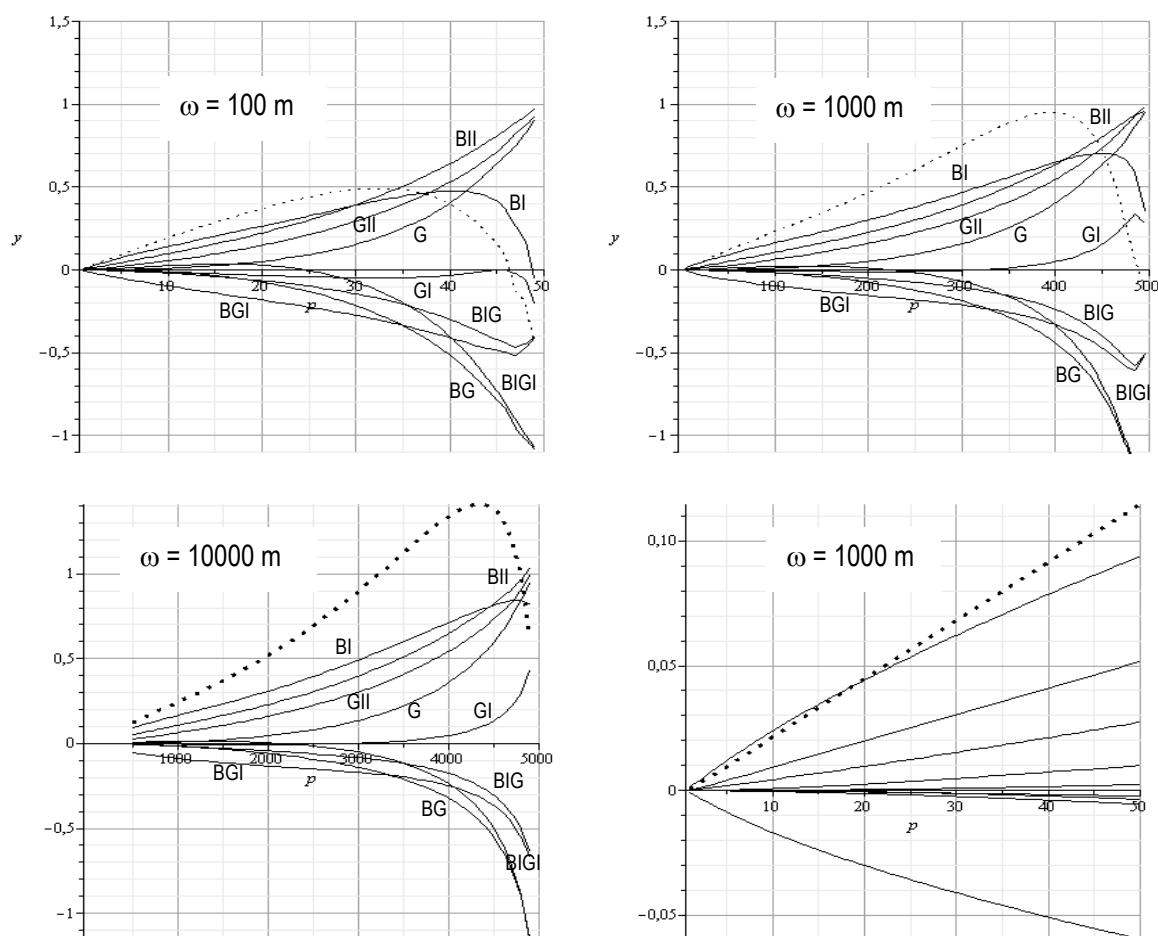 1,5
ω = 100 m
1
BII
0,5
BI
GII
G
y
0
10
20
30
40
50
GI
p
BGI
BIG
−0,5
BG
BIGI
−1
1,5
ω = 1000 m
1
BII
BI
0,5
GII
G
GI
y
0
100
200
300
400
500
p
BGI
BIG
−0,5
BG
BIGI
−1
ω = 10000 m
1
BII
BI
0,5
GII
G
GI
0
1000
2000
3000
4000
5000
BGI
p
BIG
BG
−0,5
BIGI
−1
ω = 1000 m
0,10
0,05
0
10
20
30
40
50
p
−0,05